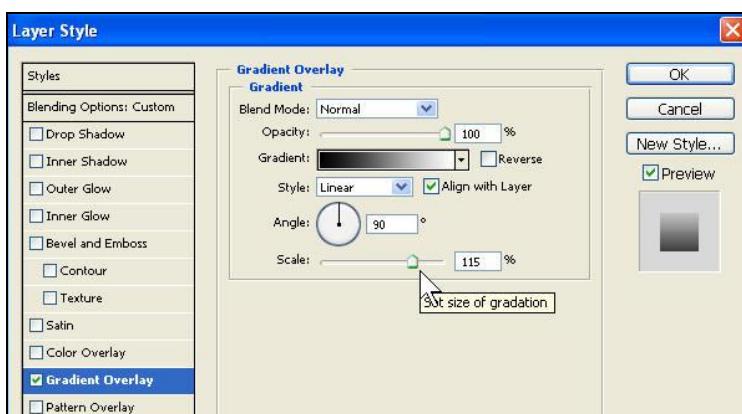 Layer Style
Styles
Blending Options: Custom
Drop Shadow
Inner Shadow
Outer Glow
Inner Glow
Bevel and Emboss
Contour
Texture
Satin
Color Overlay
Gradient Overlay
Pattern Overlay
Gradient Overlay
Gradient
Blend Mode: Normal
Opacity: 100 %
Gradient: Reverse
Style: Linear Align with Layer
Angle: 90 °
Scale: 115 %
Set size of gradation
OK
Cancel
New Style...
Preview